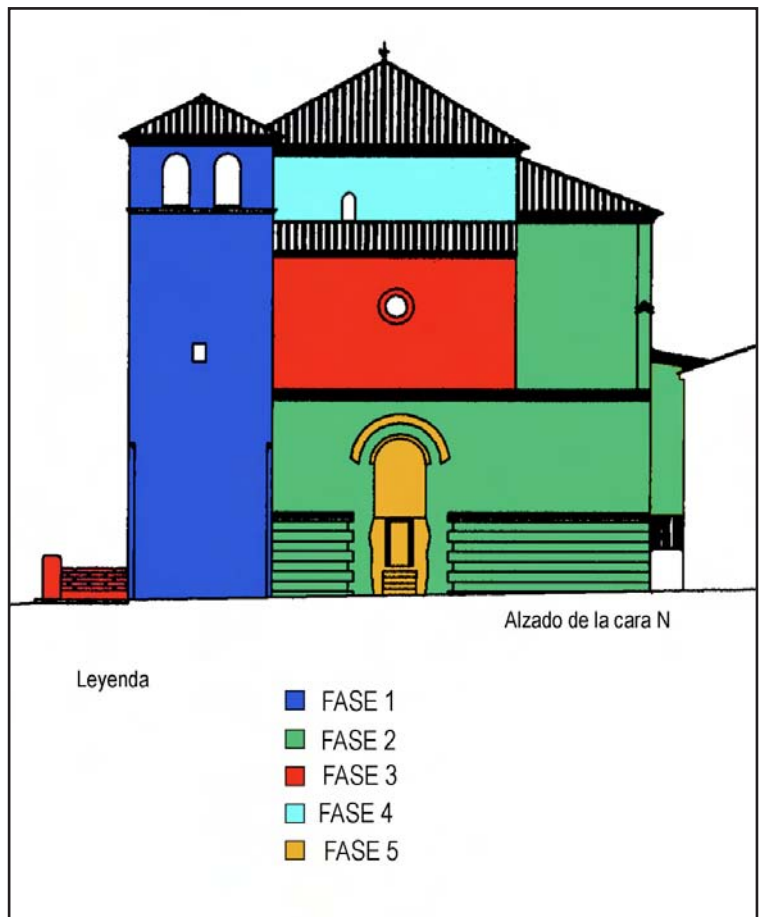 Alzado de la cara N
Leyenda
FASE 1
FASE 2
FASE 3
FASE 4
FASE 5